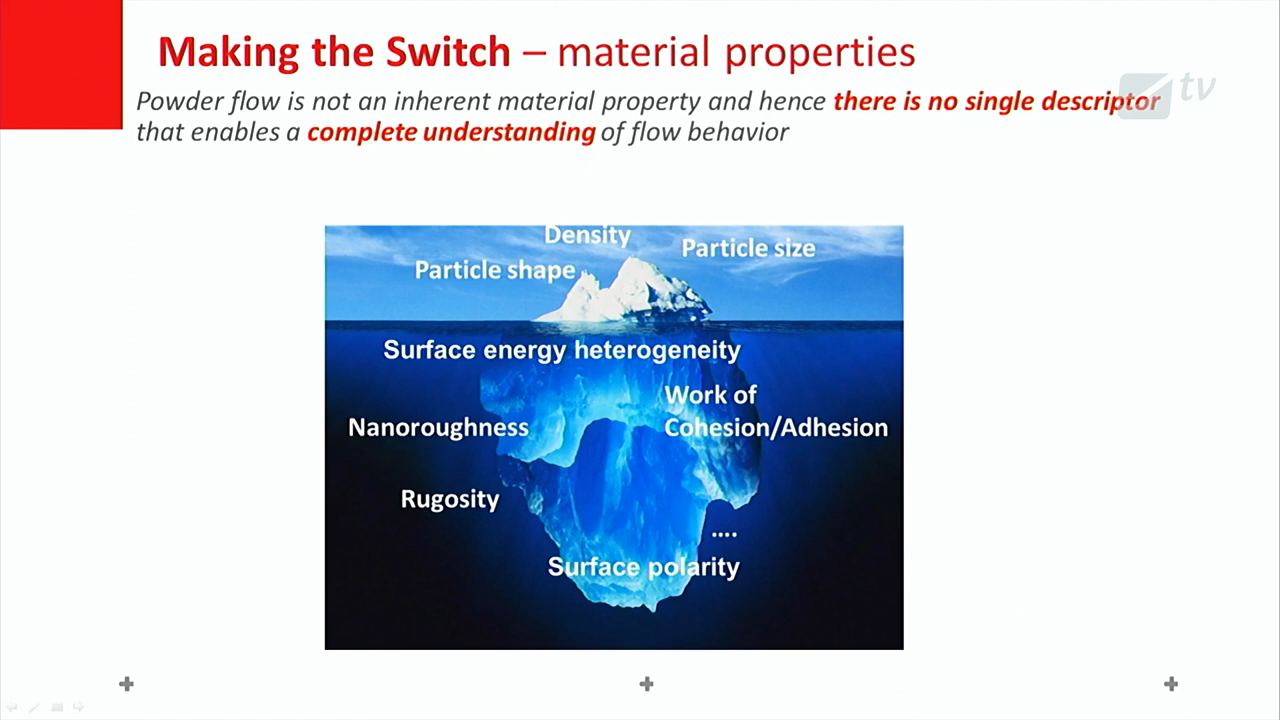 Making the Switch – material properties
tv
Powder flow is not an inherent material property and hence there is no single descriptor
that enables a complete understanding of flow behavior
Density
Particle size
Particle shape
Surface energy heterogeneity
Work of
Cohesion/Adhesion
Nanoroughness
Rugosity
....
Surface polarity